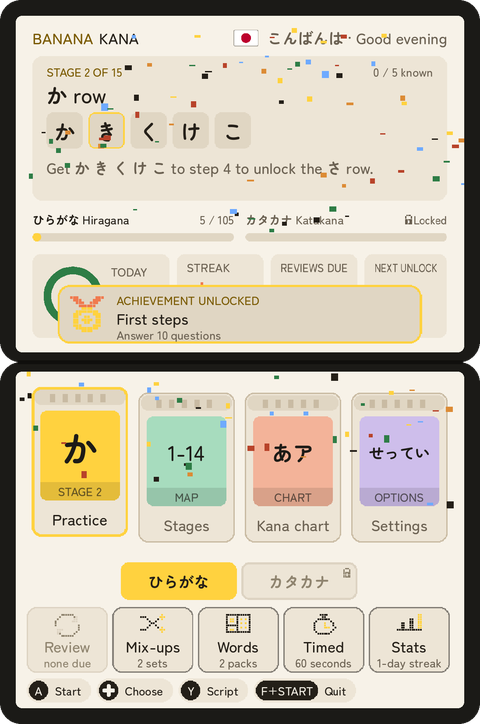 BANANA KANA
こんばんは · Good evening
STAGE 2 OF 15
0 / 5 known
か row
か き く け こ
Get か き く け こ to step 4 to unlock the さ row.
ひらがな Hiragana
5 / 105
カタカナ Katakana
Locked
TODAY
STREAK
REVIEWS DUE
NEXT UNLOCK
ACHIEVEMENT UNLOCKED
First steps
Answer 10 questions
か
STAGE 2
Practice
1-14
MAP
Stages
あア
CHART
Kana chart
せってい
OPTIONS
Settings
ひらがな
カタカナ
Review
none due
Mix-ups
2 sets
Words
2 packs
Timed
60 seconds
Stats
1-day streak
A Start
Choose
Y Script
F+START Quit